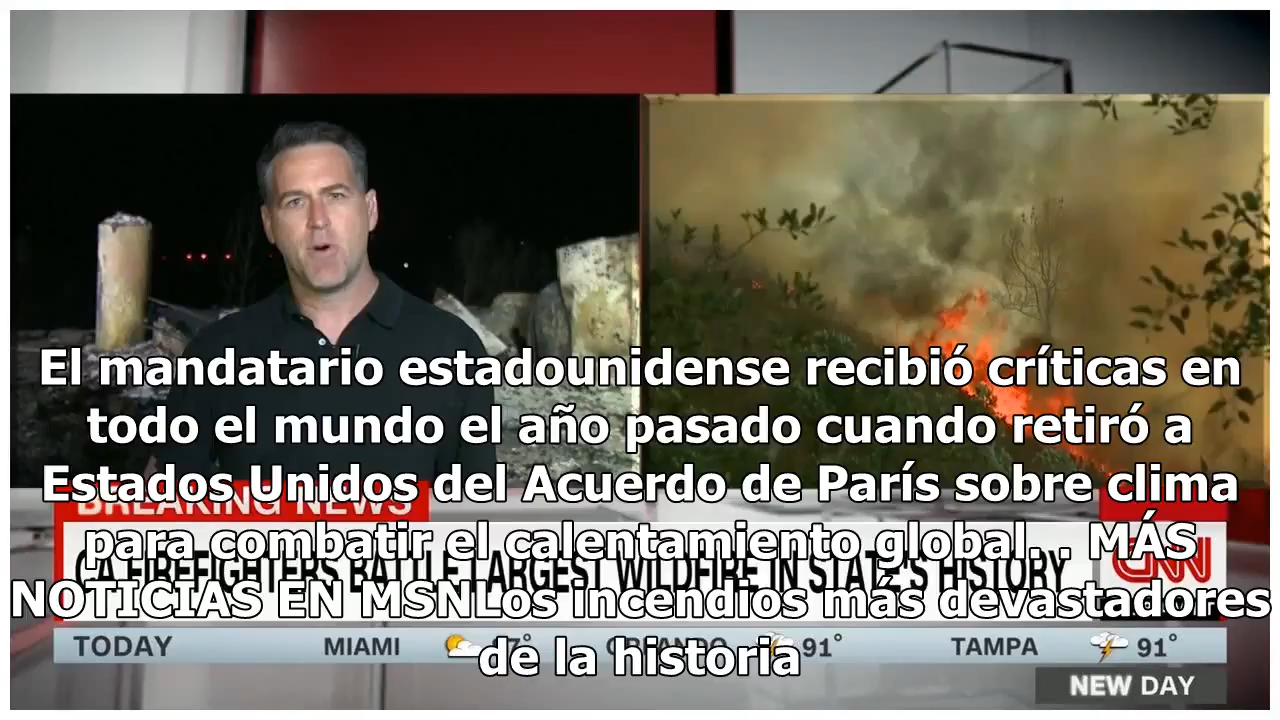 El mandatario estadounidense recibió críticas en
todo el mundo el año pasado cuando retiró a
Estados Unidos del Acuerdo de París sobre clima
BREAKING NEWS
para combatir el calentamiento global. . MÁS
CA FIREFIGHTERS BATTLE LARGEST WILDFIRE IN STATE'S HISTORY
CNN
NOTICIAS EN MSNLos incendios más devastadores
TODAY MIAMI ORLANDO 91° TAMPA 91°
de la historia
NEW DAY